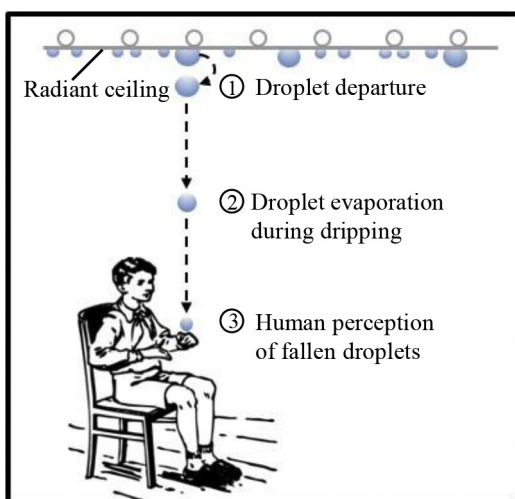 Radiant ceiling
① Droplet departure
② Droplet evaporation
during dripping
③ Human perception
of fallen droplets